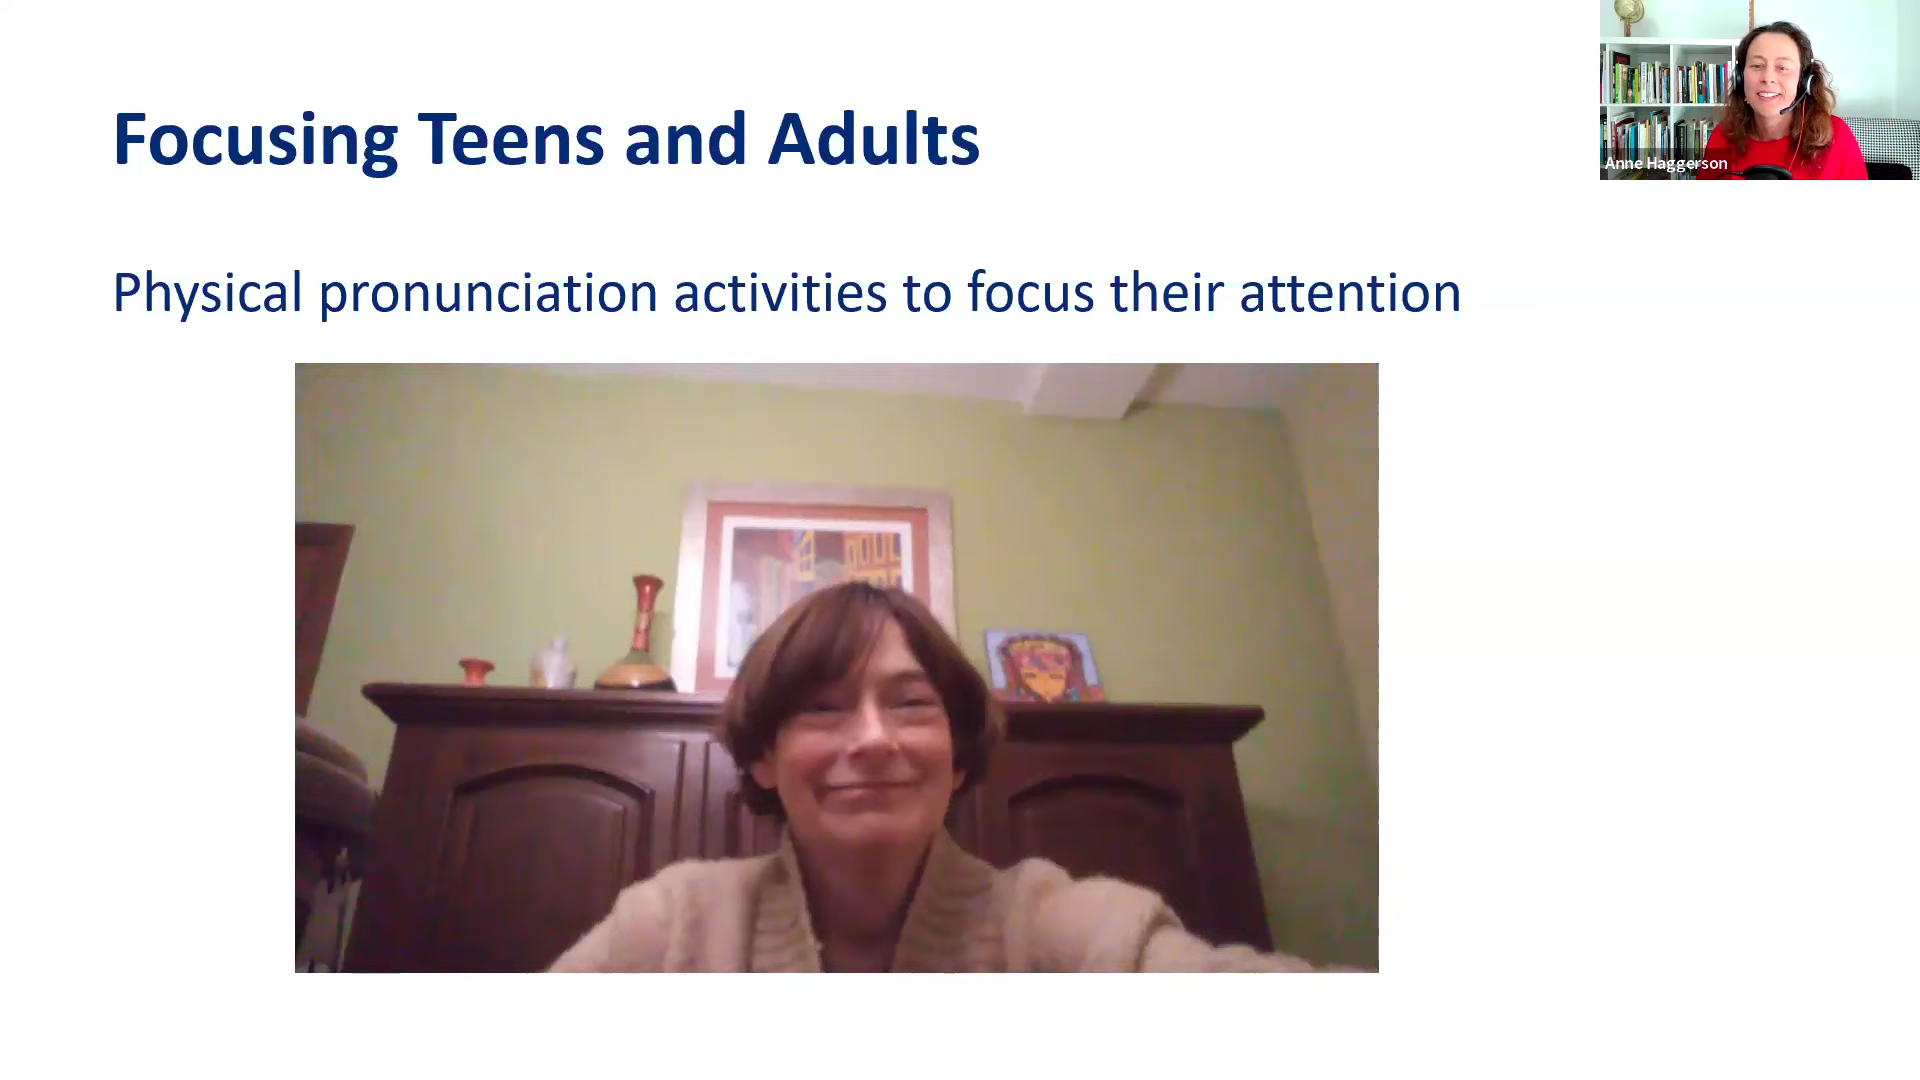 Focusing Teens and Adults
Anne Haggerson
Physical pronunciation activities to focus their attention